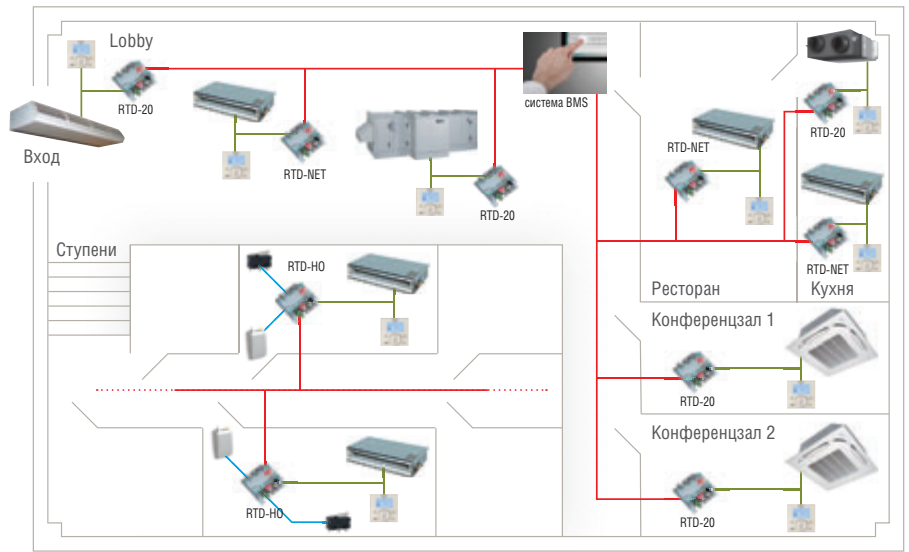 Lobby
RTD-20
Вход
RTD-NET
RTD-20
система BMS
RTD-NET
RTD-20
RTD-NET
Ресторан
Кухня
Ступени
RTD-HO
Конференцзал 1
RTD-20
Конференцзал 2
RTD-HO
RTD-20